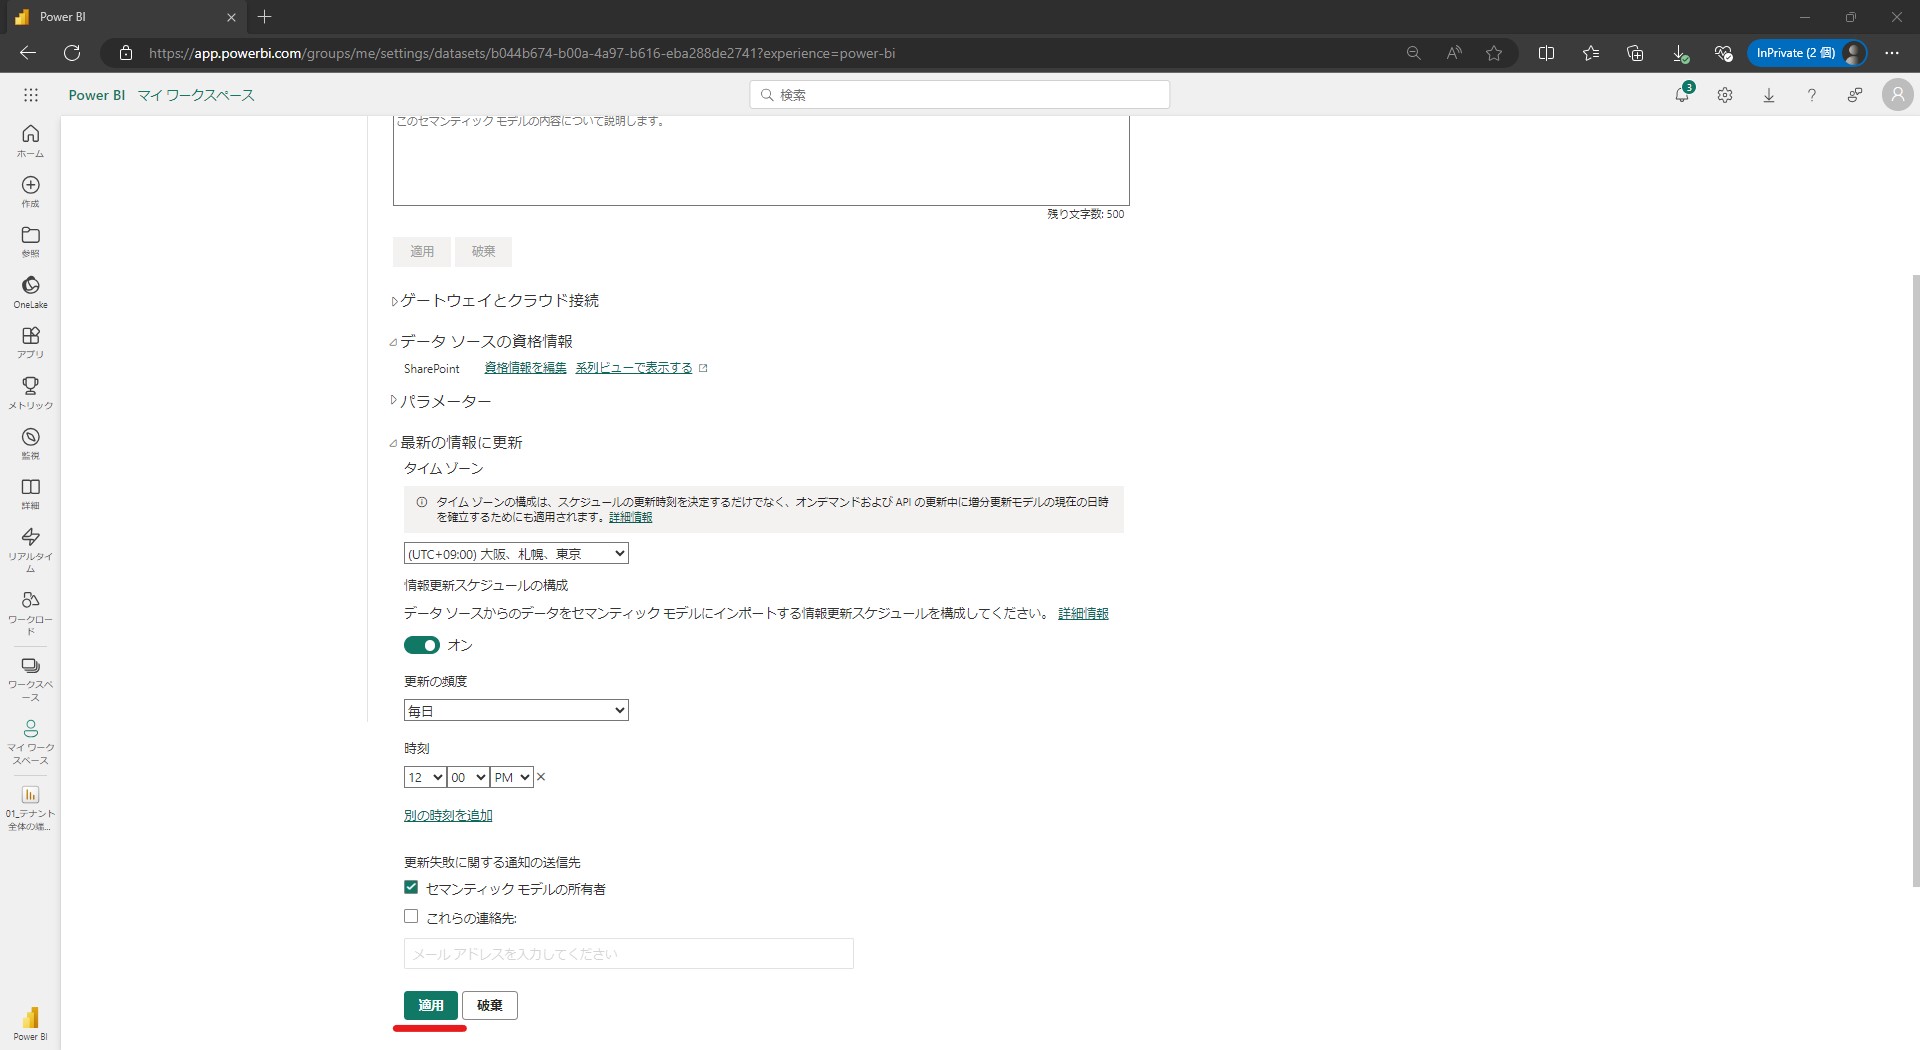 Power BI
https://app.powerbi.com/groups/me/settings/datasets/b044b674-b00a-4a97-b616-eba288de2741?experience=power-bi
InPrivate (2 個)
Power BI マイ ワークスペース
検索
3
ホーム
作成
参照
OneLake
アプリ
メトリック
監視
詳細
リアルタイ
ム
ワークロー
ド
ワークスペ
ース
マイ ワーク
スペース
01_テナント
全体の端...
Power BI
このセマンティック モデルの内容について説明します。
残り文字数: 500
適用 破棄
ゲートウェイとクラウド接続
データ ソースの資格情報
SharePoint 資格情報を編集 系列ビューで表示する
パラメーター
最新の情報に更新
タイム ゾーン
タイム ゾーンの構成は、スケジュールの更新時刻を決定するだけでなく、オンデマンドおよび API の更新中に増分更新モデルの現在の日時
を確立するためにも適用されます。詳細情報
(UTC+09:00) 大阪、札幌、東京
情報更新スケジュールの構成
データ ソースからのデータをセマンティック モデルにインポートする情報更新スケジュールを構成してください。 詳細情報
オン
更新の頻度
毎日
時刻
12 00 PM
別の時刻を追加
更新失敗に関する通知の送信先
セマンティック モデルの所有者
これらの連絡先:
メール アドレスを入力してください
適用 破棄